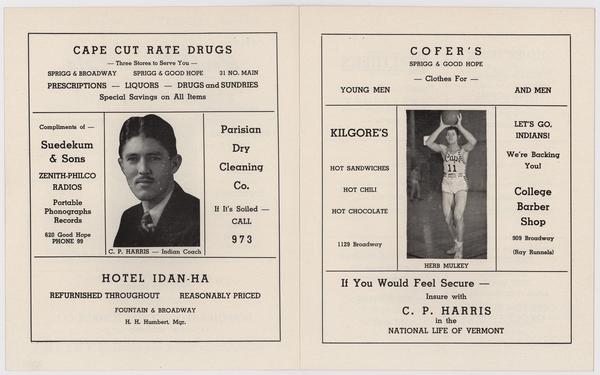 CAPE CUT RATE DRUGS
— Three Stores to Serve You —
SPRIGG & BROADWAY SPRIGG & GOOD HOPE 31 NO. MAIN
PRESCRIPTIONS — LIQUORS — DRUGS and SUNDRIES
Special Savings on All Items
Compliments of —
Suedekum
& Sons
ZENITH-PHILCO
RADIOS
Portable
Phonographs
Records
620 Good Hope
PHONE 99
C. P. HARRIS — Indian Coach
Parisian
Dry
Cleaning
Co.
If It's Soiled —
CALL
973
HOTEL IDAN-HA
REFURNISHED THROUGHOUT REASONABLY PRICED
FOUNTAIN & BROADWAY
H. H. Humbert, Mgr.
COFER'S
SPRIGG & GOOD HOPE
— Clothes For —
YOUNG MEN AND MEN
KILGORE'S
HOT SANDWICHES
HOT CHILI
HOT CHOCOLATE
1129 Broadway
Cape
11
HERB MULKEY
LET'S GO,
INDIANS!
We're Backing
You!
College
Barber
Shop
909 Broadway
(Ray Runnels)
If You Would Feel Secure —
Insure with
C. P. HARRIS
in the
NATIONAL LIFE OF VERMONT